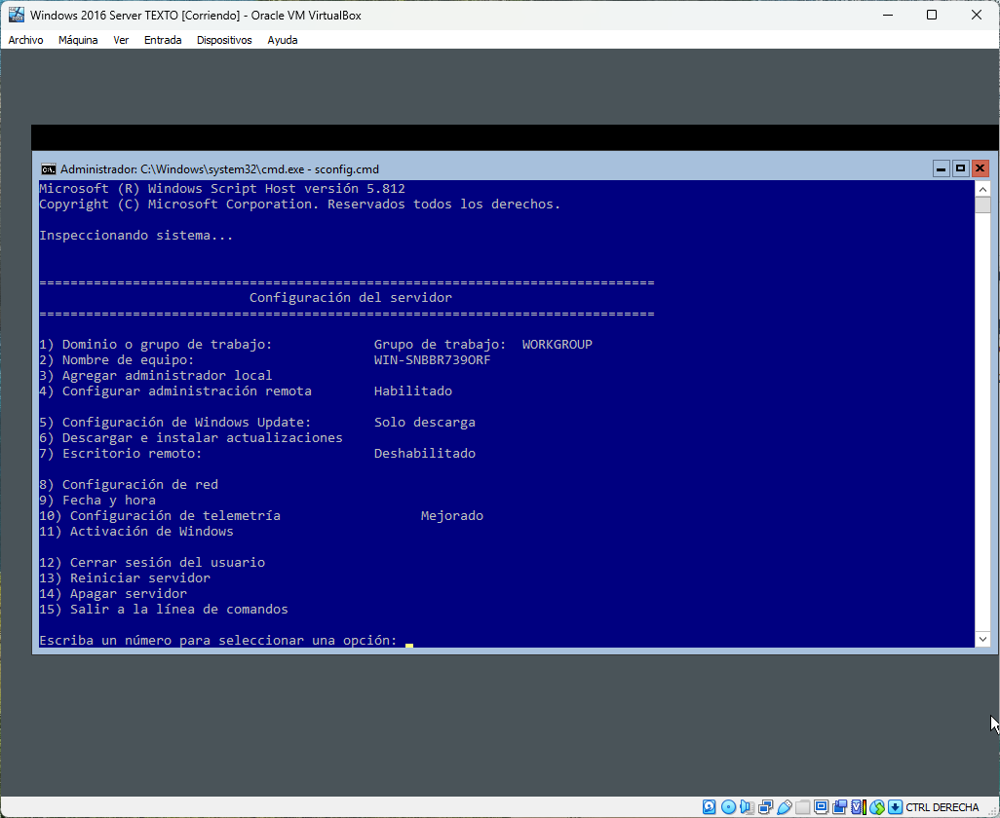 Windows 2016 Server TEXTO [Corriendo] - Oracle VM VirtualBox
Archivo Máquina Ver Entrada Dispositivos Ayuda
Administrador: C:\Windows\system32\cmd.exe - sconfig.cmd
Microsoft (R) Windows Script Host versión 5.812
Copyright (C) Microsoft Corporation. Reservados todos los derechos.
Inspeccionando sistema...
===============================================================================
Configuración del servidor
===============================================================================
1) Dominio o grupo de trabajo: Grupo de trabajo: WORKGROUP
2) Nombre de equipo: WIN-SNBBR739ORF
3) Agregar administrador local
4) Configurar administración remota Habilitado
5) Configuración de Windows Update: Solo descarga
6) Descargar e instalar actualizaciones
7) Escritorio remoto: Deshabilitado
8) Configuración de red
9) Fecha y hora
10) Configuración de telemetría Mejorado
11) Activación de Windows
12) Cerrar sesión del usuario
13) Reiniciar servidor
14) Apagar servidor
15) Salir a la línea de comandos
Escriba un número para seleccionar una opción:
CTRL DERECHA